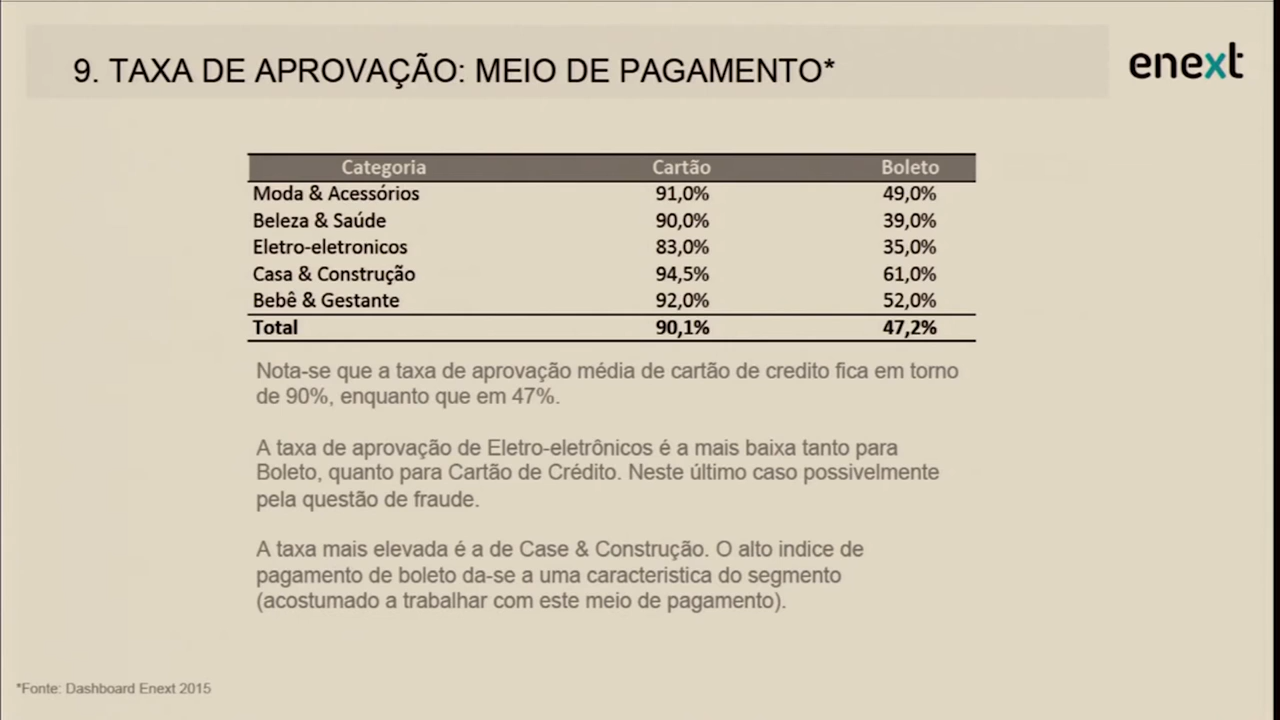 9. TAXA DE APROVAÇÃO: MEIO DE PAGAMENTO*
enext
Categoria Cartão Boleto
Moda & Acessórios 91,0% 49,0%
Beleza & Saúde 90,0% 39,0%
Eletro-eletronicos 83,0% 35,0%
Casa & Construção 94,5% 61,0%
Bebê & Gestante 92,0% 52,0%
Total 90,1% 47,2%
Nota-se que a taxa de aprovação média de cartão de credito fica em torno
de 90%, enquanto que em 47%.
A taxa de aprovação de Eletro-eletrônicos é a mais baixa tanto para
Boleto, quanto para Cartão de Crédito. Neste último caso possivelmente
pela questão de fraude.
A taxa mais elevada é a de Case & Construção. O alto indice de
pagamento de boleto da-se a uma caracteristica do segmento
(acostumado a trabalhar com este meio de pagamento).
*Fonte: Dashboard Enext 2015